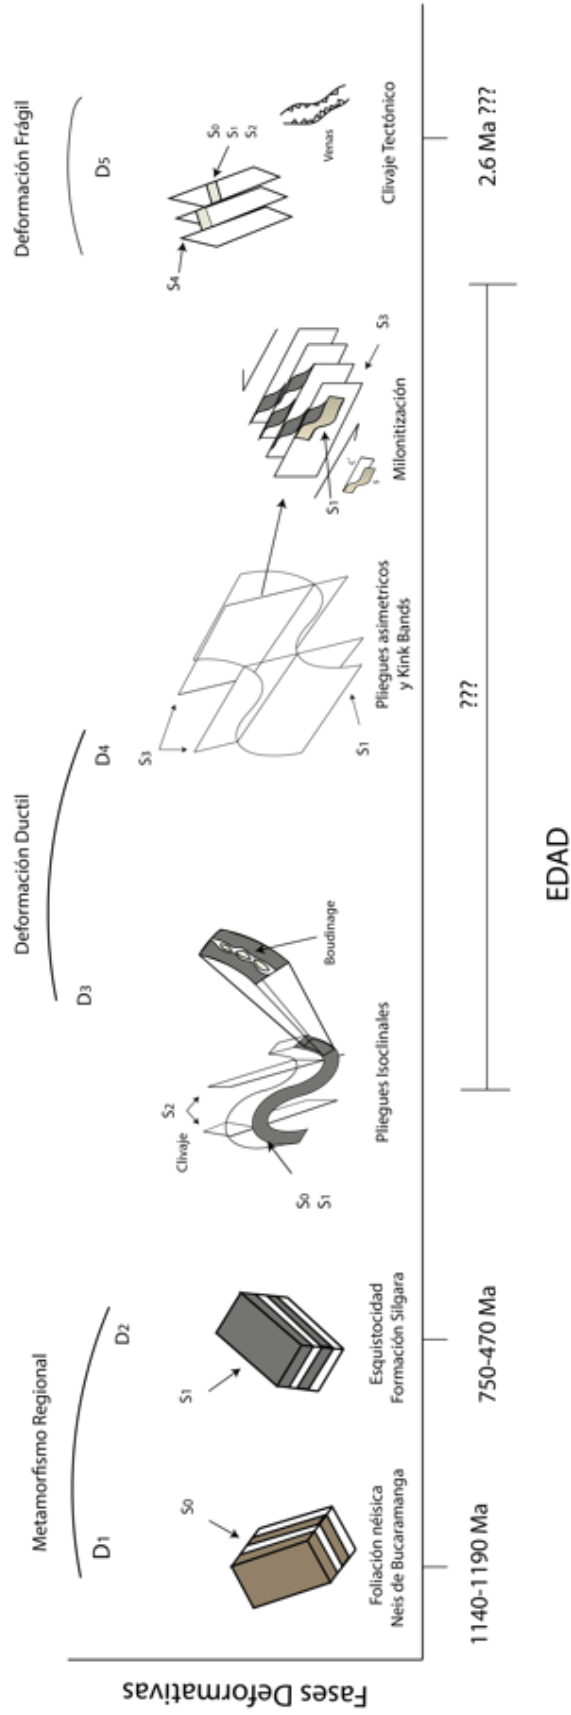 Fases Deformativas
Metamorfismo Regional
D1
D2
Deformación Ductil
D3
D4
Deformación Frágil
D5
S0
Foliación néisica
Neis de Bucaramanga
S1
Esquistocidad
Formación Silgara
Clivaje
S2
S0
S1
Boudinage
Pliegues Isoclinales
S3
S1
Pliegues asimetricos
y Kink Bands
S1
S
C
S3
Milonitización
S4
S0
S1
S2
Venas
Clivaje Tectónico
1140-1190 Ma
750-470 Ma
???
2.6 Ma ???
EDAD